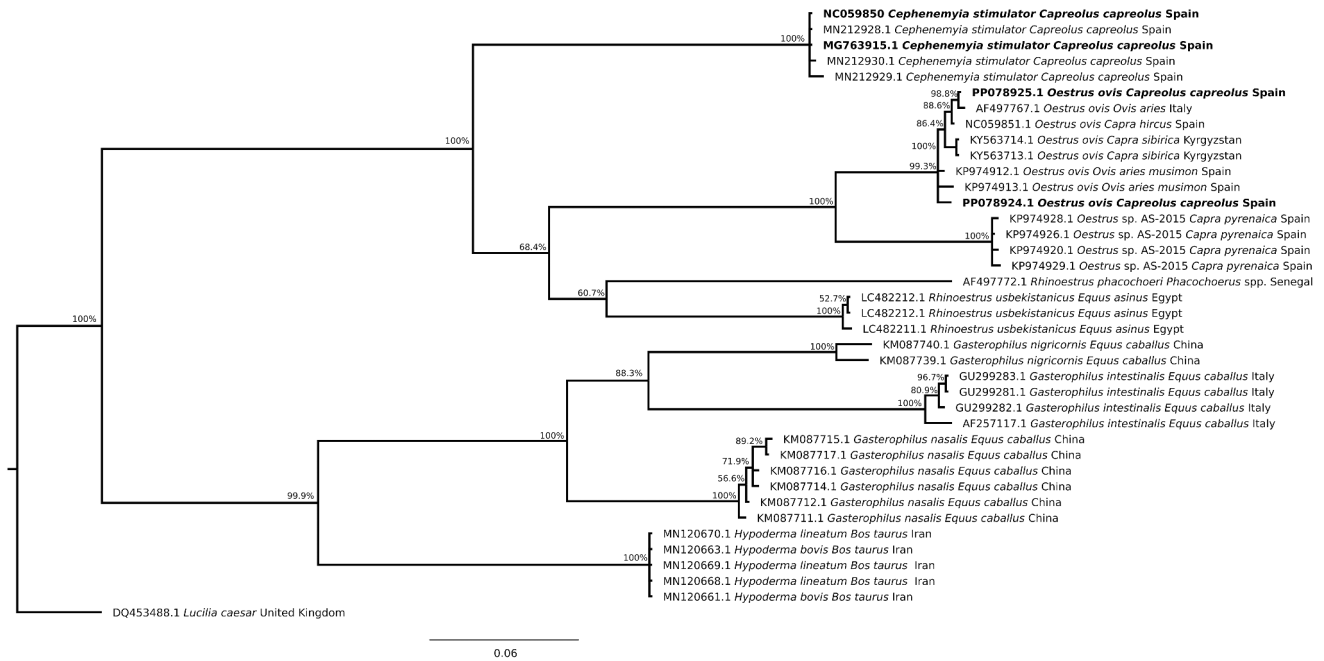 NC059850 Cephenemyia stimulator Capreolus capreolus Spain
MN212928.1 Cephenemyia stimulator Capreolus capreolus Spain
100%
MG763915.1 Cephenemyia stimulator Capreolus capreolus Spain
MN212930.1 Cephenemyia stimulator Capreolus capreolus Spain
MN212929.1 Cephenemyia stimulator Capreolus capreolus Spain
98.8%
PP078925.1 Oestrus ovis Capreolus capreolus Spain
88.6%
AF497767.1 Oestrus ovis Ovis aries Italy
86.4%
NC059851.1 Oestrus ovis Capra hircus Spain
100%
KY563714.1 Oestrus ovis Capra sibirica Kyrgyzstan
100%
KY563713.1 Oestrus ovis Capra sibirica Kyrgyzstan
99.3%
KP974912.1 Oestrus ovis Ovis aries musimon Spain
KP974913.1 Oestrus ovis Ovis aries musimon Spain
100%
PP078924.1 Oestrus ovis Capreolus capreolus Spain
KP974928.1 Oestrus sp. AS-2015 Capra pyrenaica Spain
100%
KP974926.1 Oestrus sp. AS-2015 Capra pyrenaica Spain
68.4%
KP974920.1 Oestrus sp. AS-2015 Capra pyrenaica Spain
KP974929.1 Oestrus sp. AS-2015 Capra pyrenaica Spain
AF497772.1 Rhinoestrus phacochoeri Phacochoerus spp. Senegal
60.7%
52.7%
LC482212.1 Rhinoestrus usbekistanicus Equus asinus Egypt
100%
LC482212.1 Rhinoestrus usbekistanicus Equus asinus Egypt
100%
LC482211.1 Rhinoestrus usbekistanicus Equus asinus Egypt
100%
KM087740.1 Gasterophilus nigricornis Equus caballus China
KM087739.1 Gasterophilus nigricornis Equus caballus China
88.3%
96.7%
GU299283.1 Gasterophilus intestinalis Equus caballus Italy
80.9%
GU299281.1 Gasterophilus intestinalis Equus caballus Italy
100%
GU299282.1 Gasterophilus intestinalis Equus caballus Italy
AF257117.1 Gasterophilus intestinalis Equus caballus Italy
100%
89.2%
KM087715.1 Gasterophilus nasalis Equus caballus China
71.9%
KM087717.1 Gasterophilus nasalis Equus caballus China
56.6%
KM087716.1 Gasterophilus nasalis Equus caballus China
KM087714.1 Gasterophilus nasalis Equus caballus China
99.9%
100%
KM087712.1 Gasterophilus nasalis Equus caballus China
KM087711.1 Gasterophilus nasalis Equus caballus China
MN120670.1 Hypoderma lineatum Bos taurus Iran
MN120663.1 Hypoderma bovis Bos taurus Iran
100%
MN120669.1 Hypoderma lineatum Bos taurus Iran
MN120668.1 Hypoderma lineatum Bos taurus Iran
MN120661.1 Hypoderma bovis Bos taurus Iran
DQ453488.1 Lucilia caesar United Kingdom
0.06